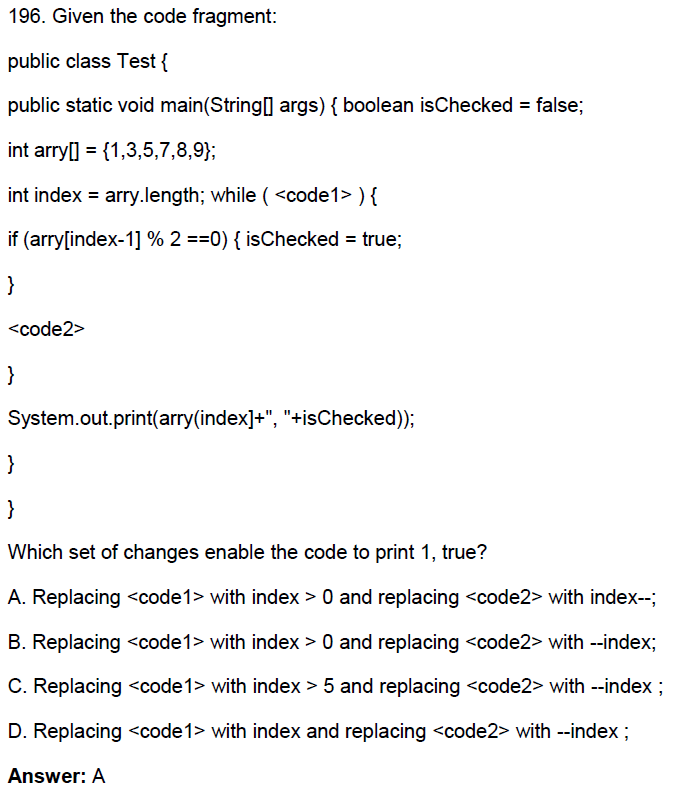 196. Given the code fragment:
public class Test {
public static void main(String[] args) { boolean isChecked = false;
int arry[] = {1,3,5,7,8,9};
int index = arry.length; while ( <code1> ) {
if (arry[index-1] % 2 ==0) { isChecked = true;
}
<code2>
}
System.out.print(arry(index]+", "+isChecked));
}
}
Which set of changes enable the code to print 1, true?
A. Replacing <code1> with index > 0 and replacing <code2> with index--;
B. Replacing <code1> with index > 0 and replacing <code2> with --index;
C. Replacing <code1> with index > 5 and replacing <code2> with --index ;
D. Replacing <code1> with index and replacing <code2> with --index ;
Answer: A